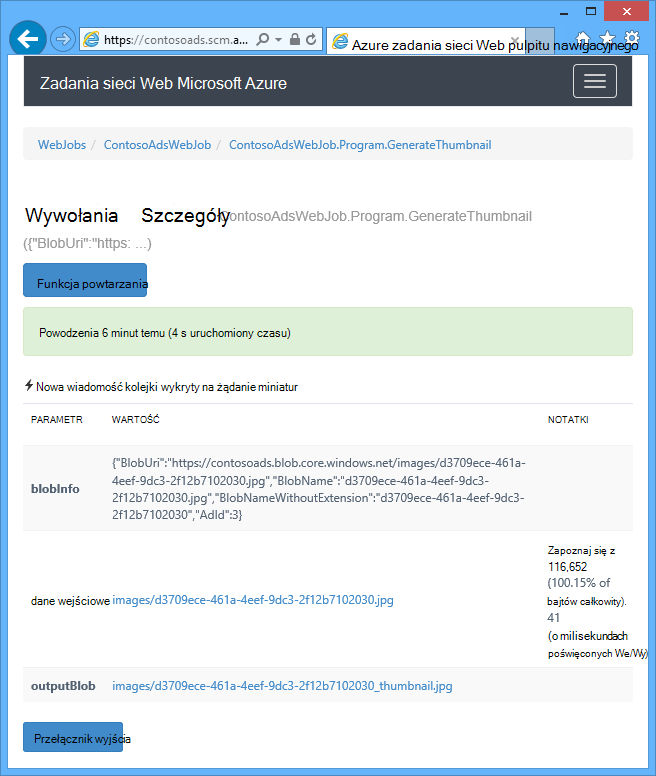 https://contosoads.scm.a...
Azure zadania sieci Web pulpitu nawigacyjnego
Zadania sieci Web Microsoft Azure
WebJobs / ContosoAdsWebJob / ContosoAdsWebJob.Program.GenerateThumbnail
Wywołania Szczegóły ContosoAdsWebJob.Program.GenerateThumbnail
({"BlobUri":"https: ...)
Funkcja powtarzania
Powodzenia 6 minut temu (4 s uruchomiony czasu)
Nowa wiadomość kolejki wykryty na żądanie miniatur
PARAMETR WARTOŚĆ NOTATKI
blobInfo
{"BlobUri":"https://contosoads.blob.core.windows.net/images/d3709ece-461a-
4eef-9dc3-2f12b7102030.jpg","BlobName":"d3709ece-461a-4eef-9dc3-
2f12b7102030.jpg","BlobNameWithoutExtension":"d3709ece-461a-4eef-9dc3-
2f12b7102030","AdId":3}
dane wejściowe images/d3709ece-461a-4eef-9dc3-2f12b7102030.jpg
Zapoznaj się z
116,652
(100.15% of
bajtów całkowity).
41
(o milisekundach
poświęconych We/Wy)
outputBlob images/d3709ece-461a-4eef-9dc3-2f12b7102030_thumbnail.jpg
Przełącznik wyjścia